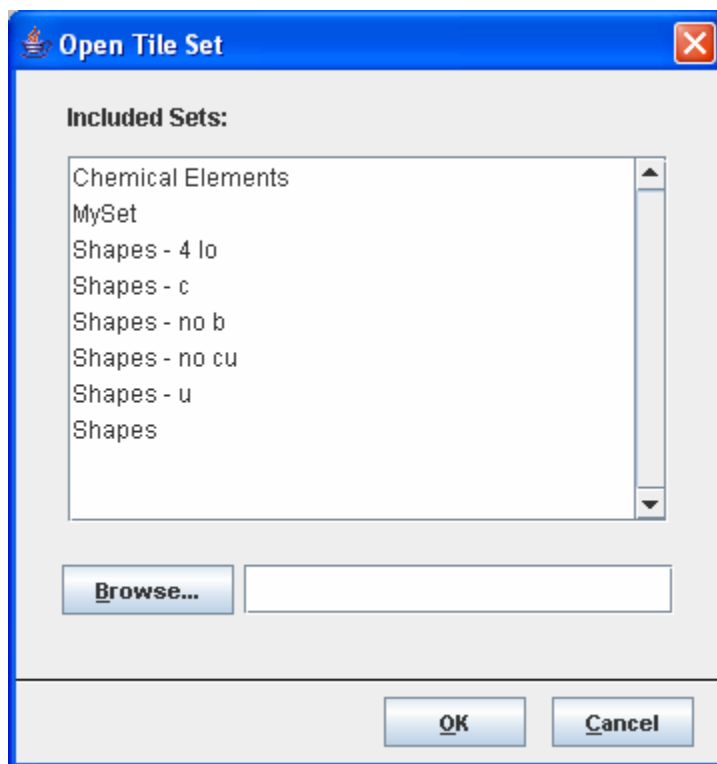 Open Tile Set
Included Sets:
Chemical Elements
MySet
Shapes - 4 lo
Shapes - c
Shapes - no b
Shapes - no cu
Shapes - u
Shapes
Browse...
OK Cancel